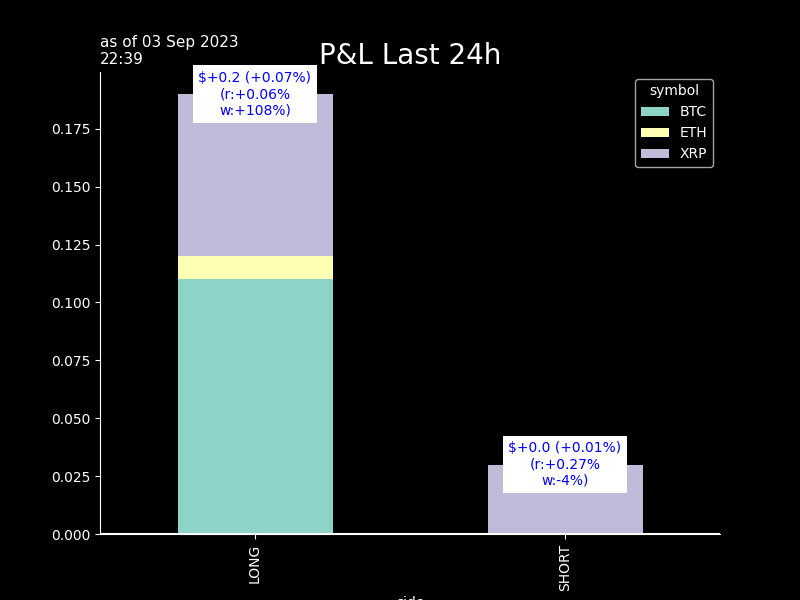 as of 03 Sep 2023
22:39
P&L Last 24h
symbol
BTC
ETH
XRP
$+0.2 (+0.07%)
(r:+0.06%
w:+108%)
$+0.0 (+0.01%)
(r:+0.27%
w:-4%)
0.175
0.150
0.125
0.100
0.075
0.050
0.025
0.000
LONG
SHORT
side